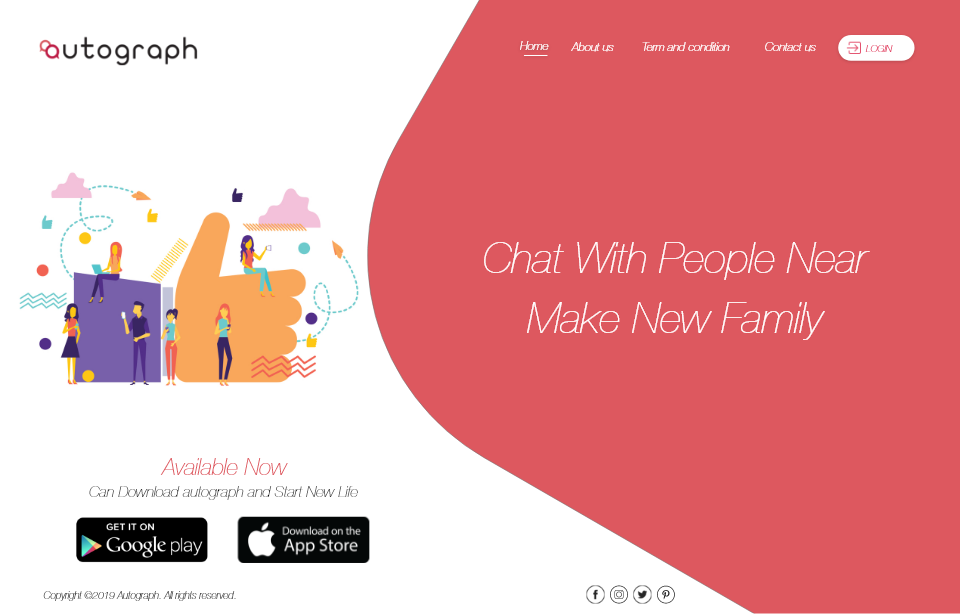 autograph
Home About us Term and condition Contact us LOGIN
Chat With People Near
Make New Family
Available Now
Can Download autograph and Start New Life
GET IT ON
Google play
Download on the
App Store
Copyright ©2019 Autograph. All rights reserved.